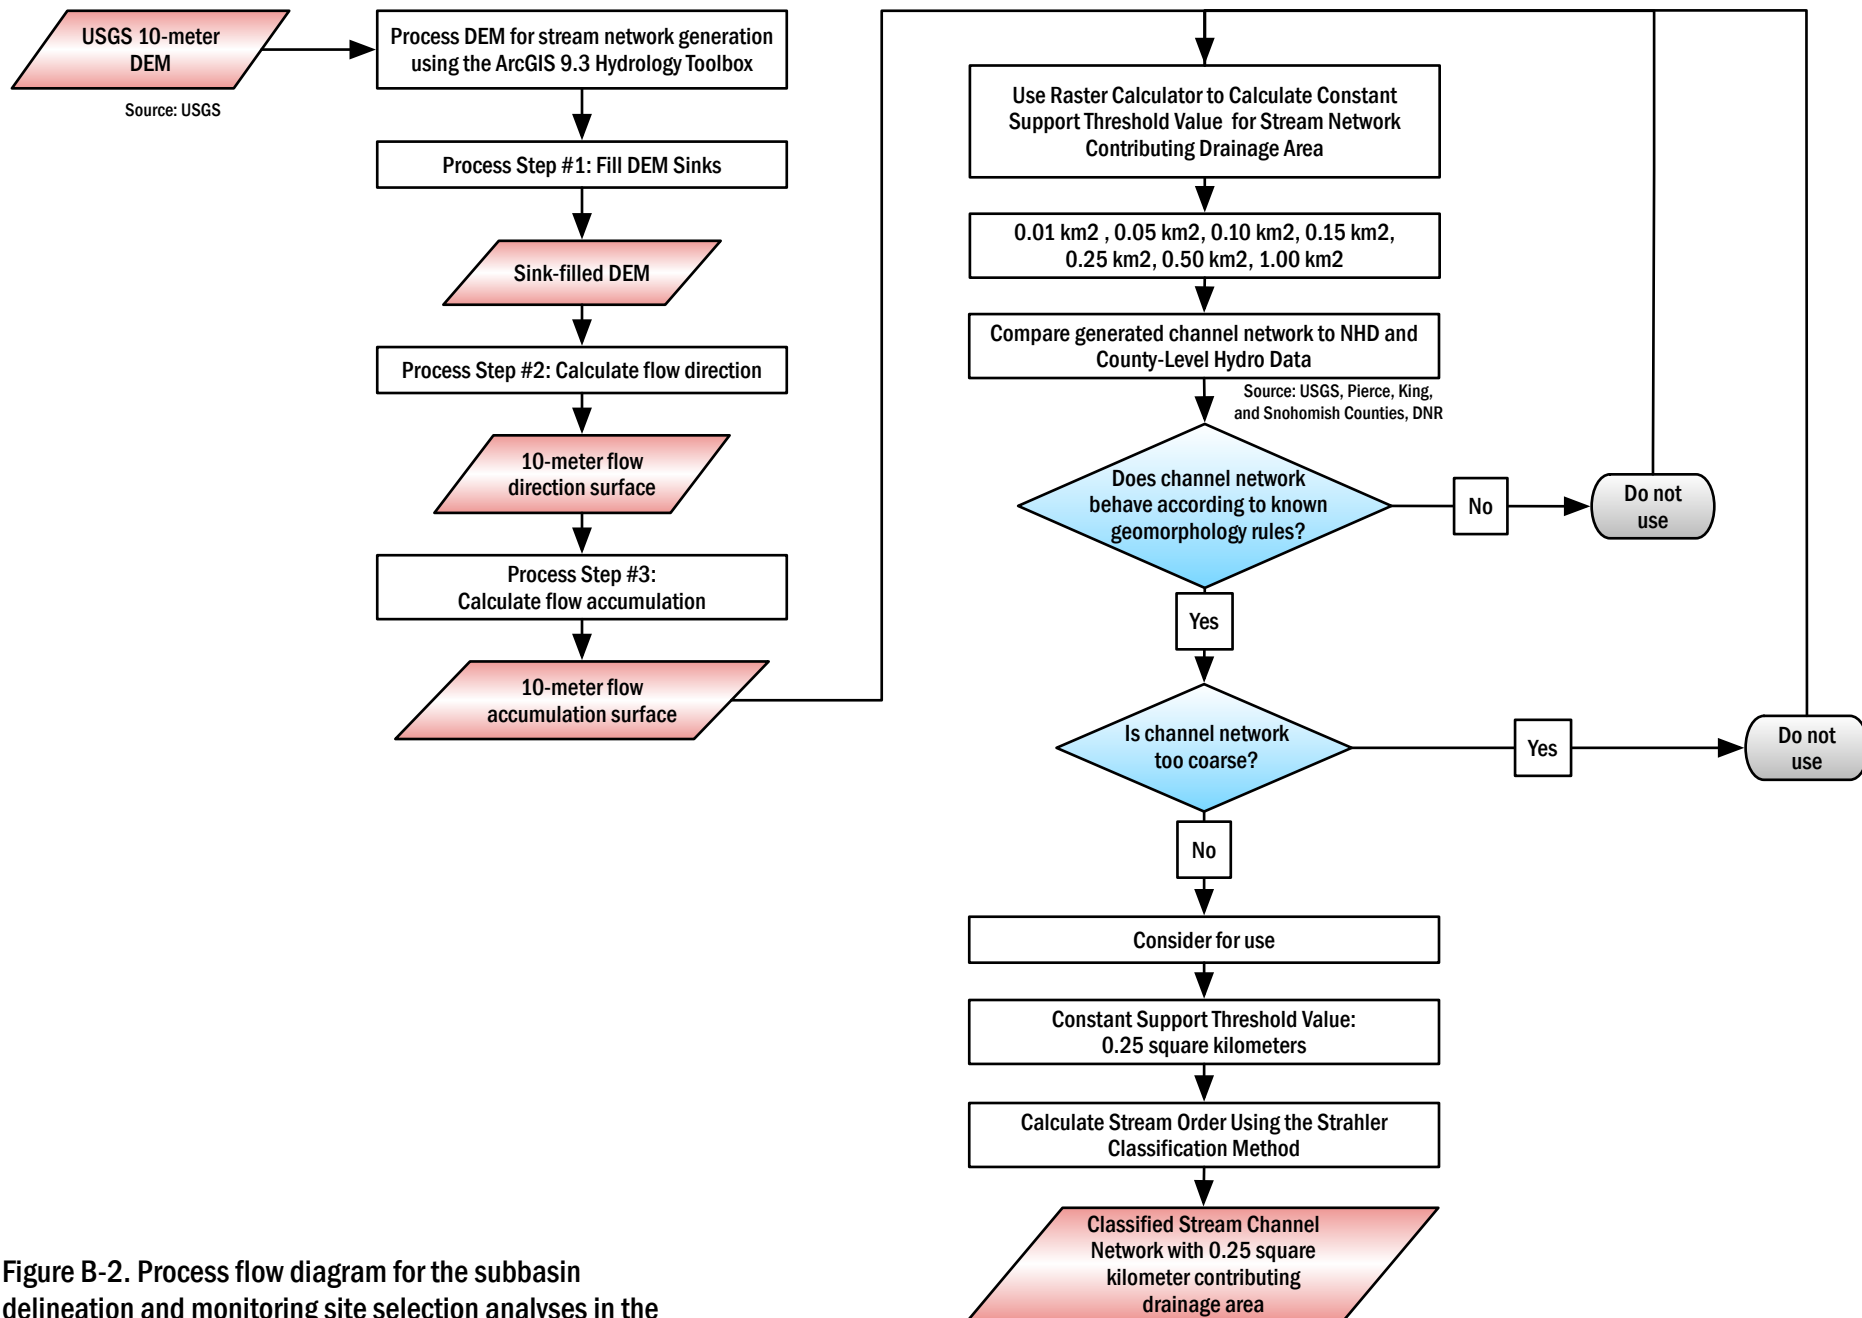 USGS 10-meter
DEM
Source: USGS
Process DEM for stream network generation
using the ArcGIS 9.3 Hydrology Toolbox
Process Step #1: Fill DEM Sinks
Sink-filled DEM
Process Step #2: Calculate flow direction
10-meter flow
direction surface
Process Step #3:
Calculate flow accumulation
10-meter flow
accumulation surface
Use Raster Calculator to Calculate Constant
Support Threshold Value for Stream Network
Contributing Drainage Area
0.01 km2 , 0.05 km2, 0.10 km2, 0.15 km2,
0.25 km2, 0.50 km2, 1.00 km2
Compare generated channel network to NHD and
County-Level Hydro Data
Source: USGS, Pierce, King,
and Snohomish Counties, DNR
Does channel network
behave according to known
geomorphology rules?
No
Do not
use
Yes
Is channel network
too coarse?
Yes
Do not
use
No
Consider for use
Constant Support Threshold Value:
0.25 square kilometers
Calculate Stream Order Using the Strahler
Classification Method
Classified Stream Channel
Network with 0.25 square
kilometer contributing
drainage area
Figure B-2. Process flow diagram for the subbasin
delineation and monitoring site selection analyses in the